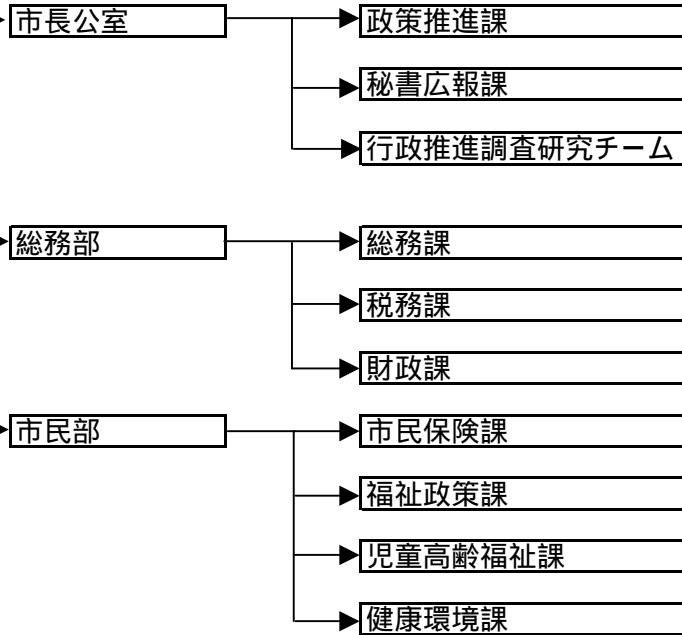 市長公室
政策推進課
秘書広報課
行政推進調査研究チーム
総務部
総務課
税務課
財政課
市民部
市民保険課
福祉政策課
児童高齢福祉課
健康環境課